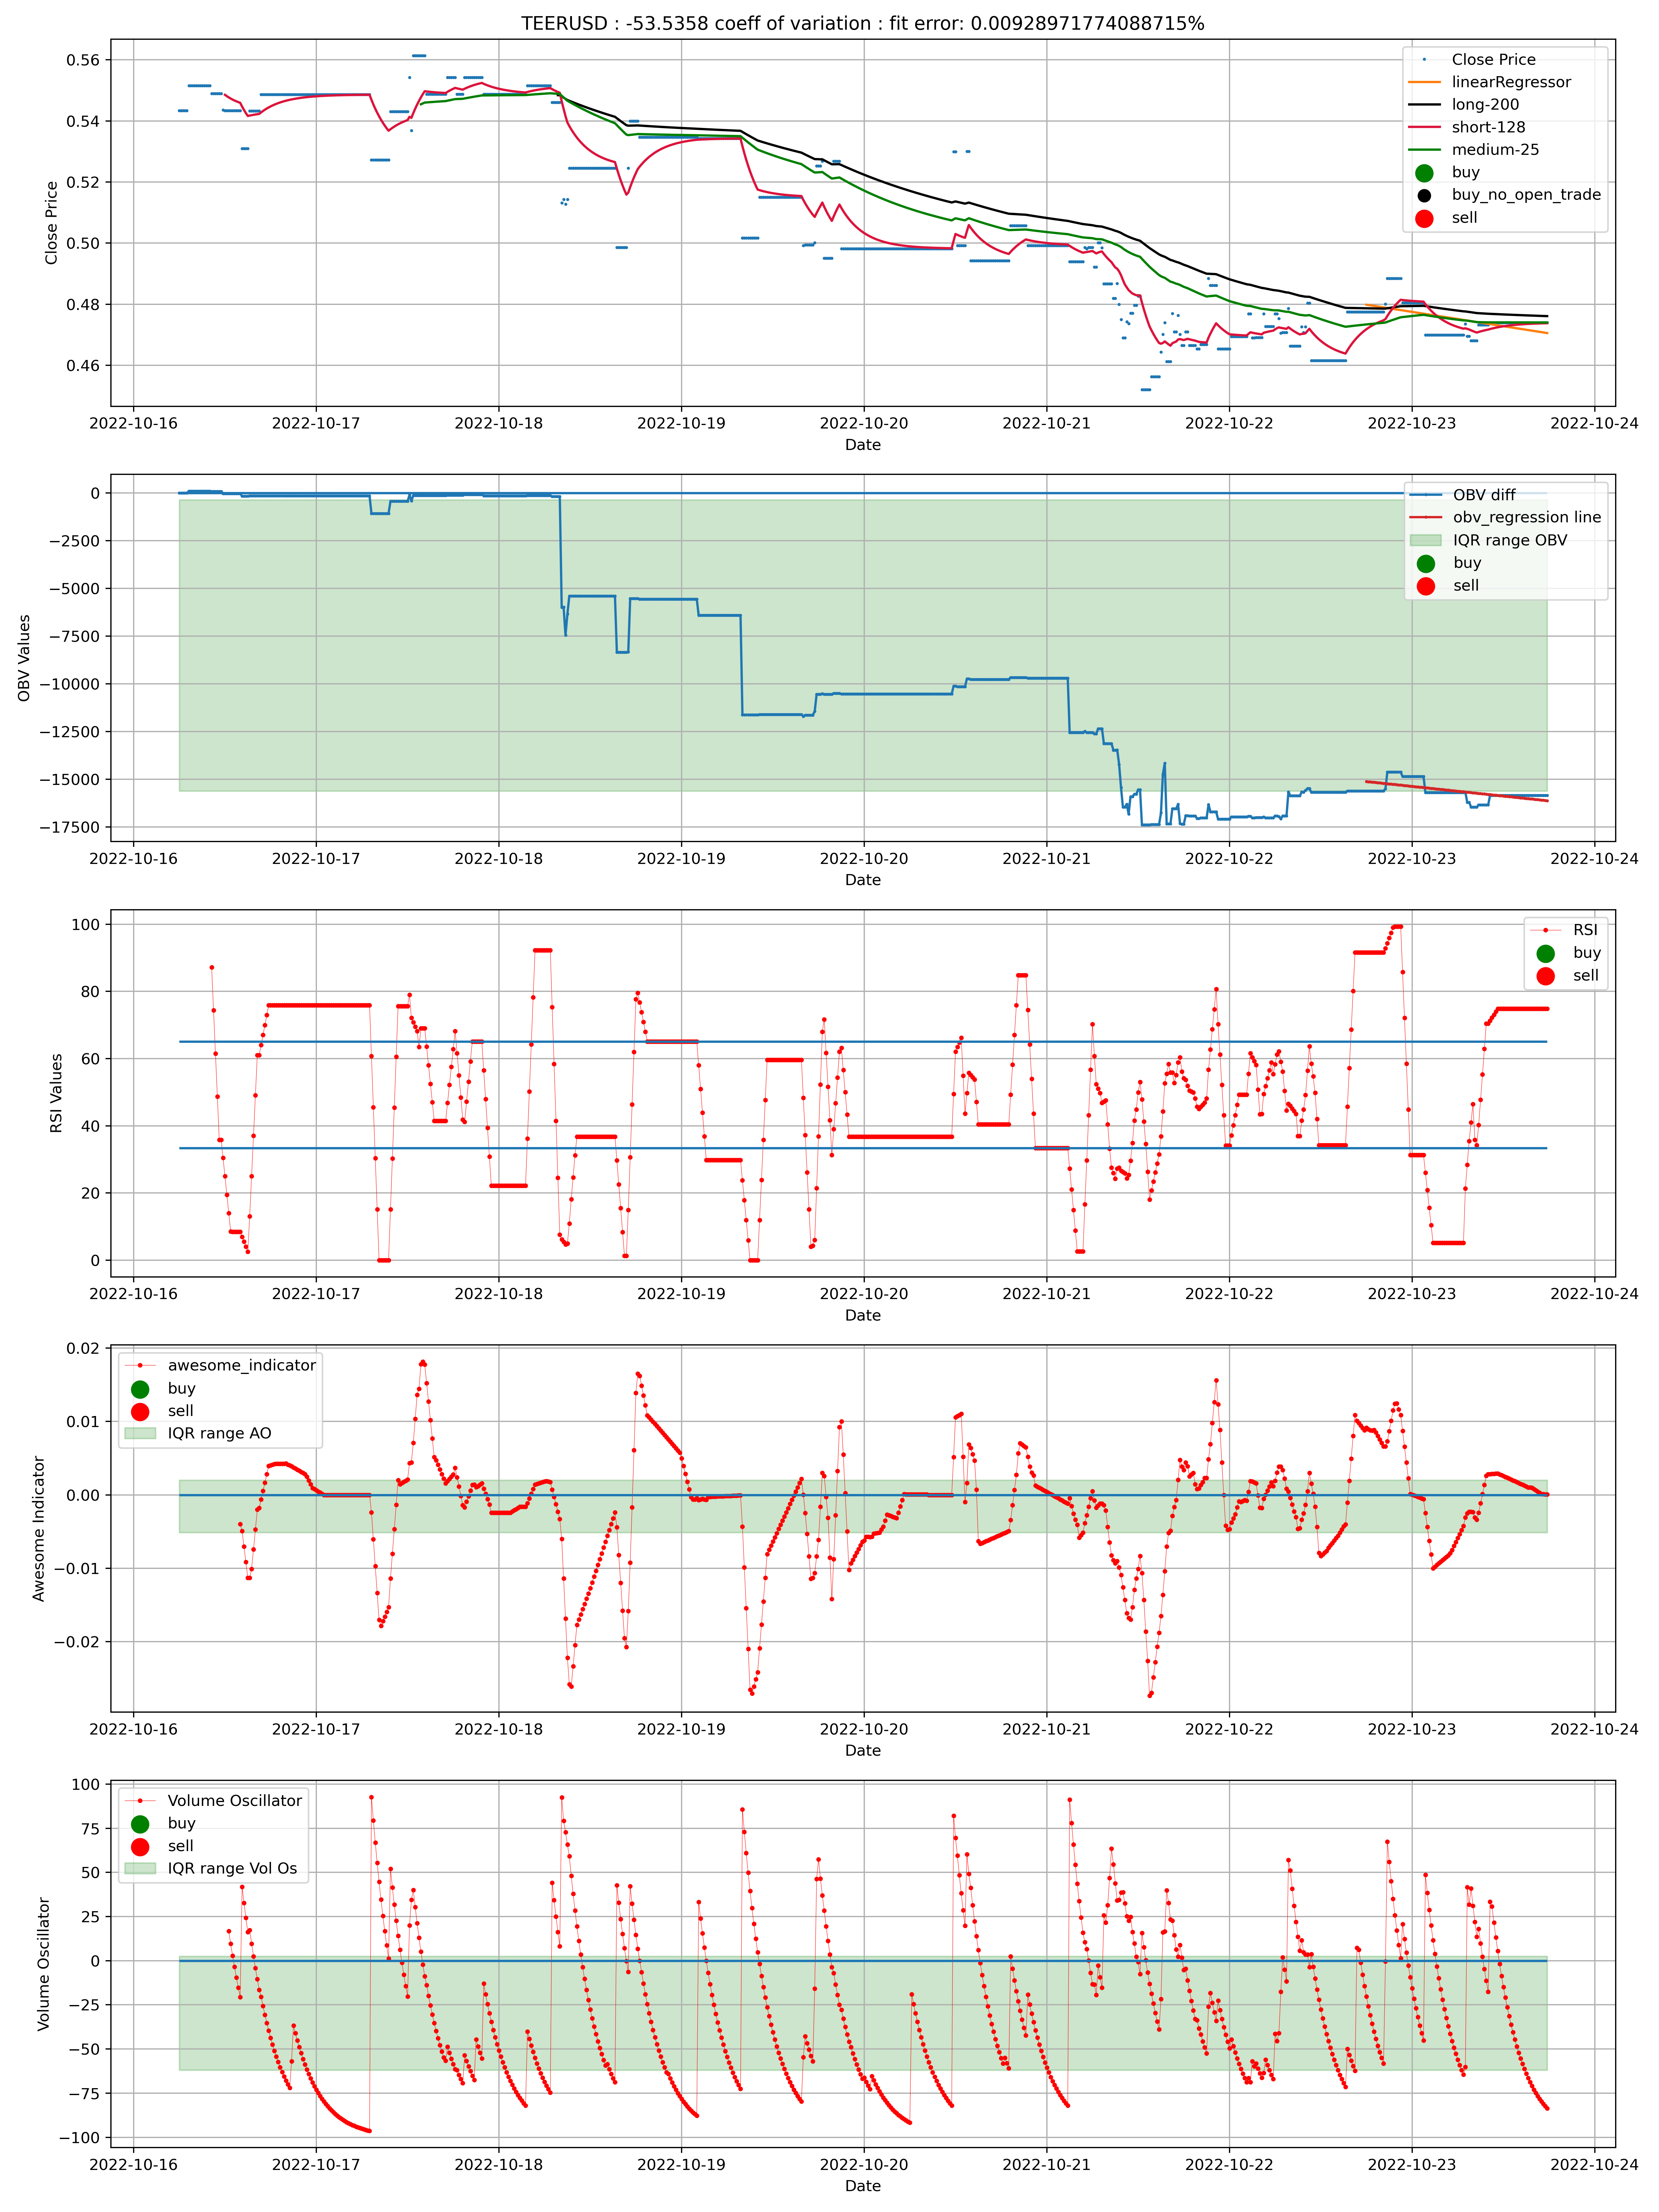 TEERUSD : -53.5358 coeff of variation : fit error: 0.00928971774088715%
Close Price
0.56
0.54
0.52
0.50
0.48
0.46
Close Price
linearRegressor
long-200
short-128
medium-25
buy
buy_no_open_trade
sell
2022-10-16 2022-10-17 2022-10-18 2022-10-19 2022-10-20 2022-10-21 2022-10-22 2022-10-23 2022-10-24
Date
OBV Values
0
−2500
−5000
−7500
−10000
−12500
−15000
−17500
OBV diff
obv_regression line
IQR range OBV
buy
sell
2022-10-16 2022-10-17 2022-10-18 2022-10-19 2022-10-20 2022-10-21 2022-10-22 2022-10-23 2022-10-24
Date
RSI Values
100
80
60
40
20
0
RSI
buy
sell
2022-10-16 2022-10-17 2022-10-18 2022-10-19 2022-10-20 2022-10-21 2022-10-22 2022-10-23 2022-10-24
Date
Awesome Indicator
0.02
0.01
0.00
−0.01
−0.02
awesome_indicator
buy
sell
IQR range AO
2022-10-16 2022-10-17 2022-10-18 2022-10-19 2022-10-20 2022-10-21 2022-10-22 2022-10-23 2022-10-24
Date
Volume Oscillator
100
75
50
25
0
−25
−50
−75
−100
Volume Oscillator
buy
sell
IQR range Vol Os
2022-10-16 2022-10-17 2022-10-18 2022-10-19 2022-10-20 2022-10-21 2022-10-22 2022-10-23 2022-10-24
Date